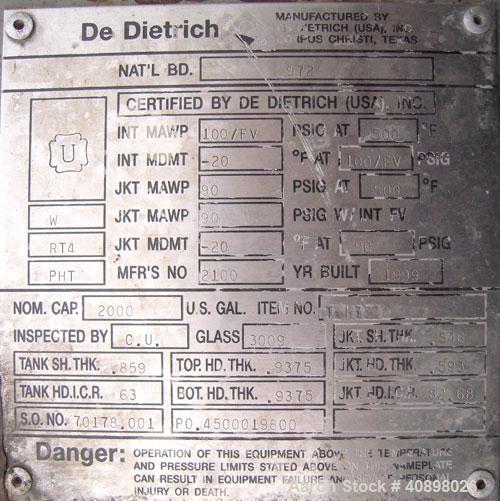 De Dietrich
MANUFACTURED BY
DIETRICH (USA), INC.
CHRISTI, TEXAS
NAT'L BD. 972
CERTIFIED BY DE DIETRICH (USA), INC.
U
INT MAWP 100/FV PSIG AT 500 °F
INT MDMT -20 °F AT 100/FV PSIG
JKT MAWP 90 PSIG AT 500 °F
W JKT MAWP 90 PSIG W/ INT FV
RT4 JKT MDMT -20 °F AT 90 PSIG
PHT MFR'S NO 2100 YR BUILT 1999
NOM. CAP. 2000 U.S. GAL. ITEM NO.
INSPECTED BY C.U. GLASS 3009 JKT. SH. THK.
TANK SH. THK. .859 TOP. HD. THK. .9375 JKT. HD. THK.
TANK HD. I.C.R. 63 BOT. HD. THK. .9375 JKT HD. I.C.R.
S.O. NO. 70178.001 PO. 4500019800
Danger: OPERATION OF THIS EQUIPMENT ABOVE THE TEMPERATURE
AND PRESSURE LIMITS STATED ABOVE ON THIS NAMEPLATE
CAN RESULT IN EQUIPMENT FAILURE AND PERSONAL
INJURY OR DEATH.
Aaron Stock # 40898026